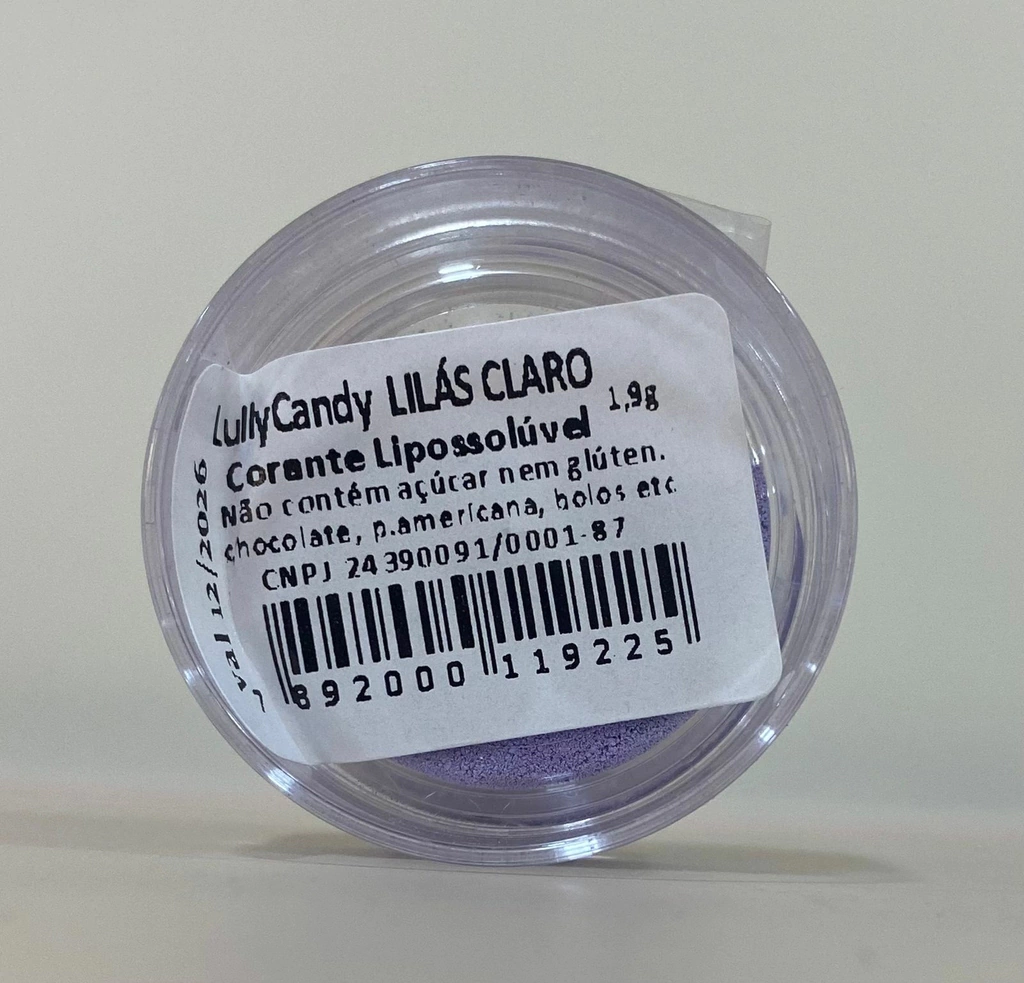 LullyCandy LILÁS CLARO
Corante Lipossolúvel 1,9g
Não contém açúcar nem glúten.
chocolate, p.americana, bolos etc
CNPJ 24390091/0001-87
7 892000 119225
Val 12/2026